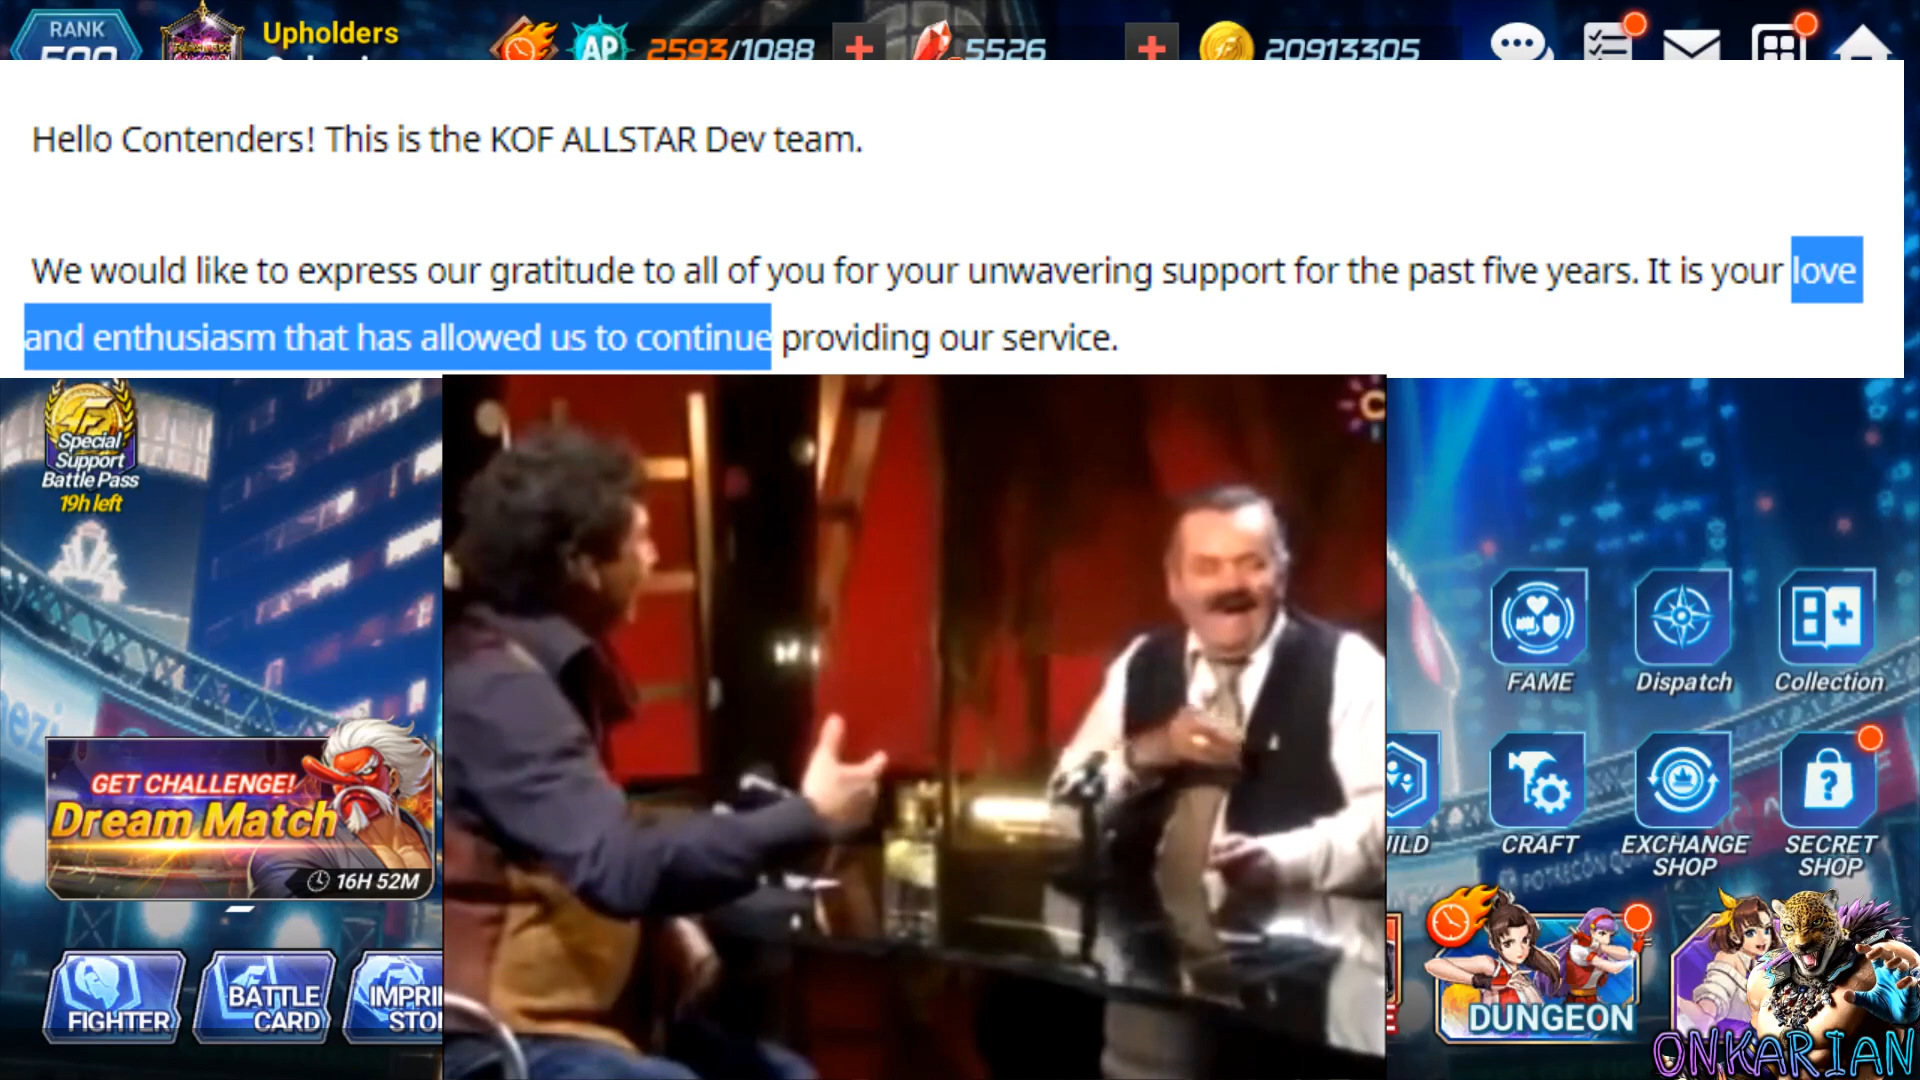 RANK
500
Upholders
AP
2593/1088
5526
20913305
Hello Contenders! This is the KOF ALLSTAR Dev team.
We would like to express our gratitude to all of you for your unwavering support for the past five years. It is your love
and enthusiasm that has allowed us to continue providing our service.
Special
Support
Battle Pass
19h left
FAME
Dispatch
Collection
GET CHALLENGE!
Dream Match
16H 52M
UILD
CRAFT
EXCHANGE
SHOP
SECRET
SHOP
FIGHTER
BATTLE
CARD
IMPRI
STO
DUNGEON
ONKARIAN